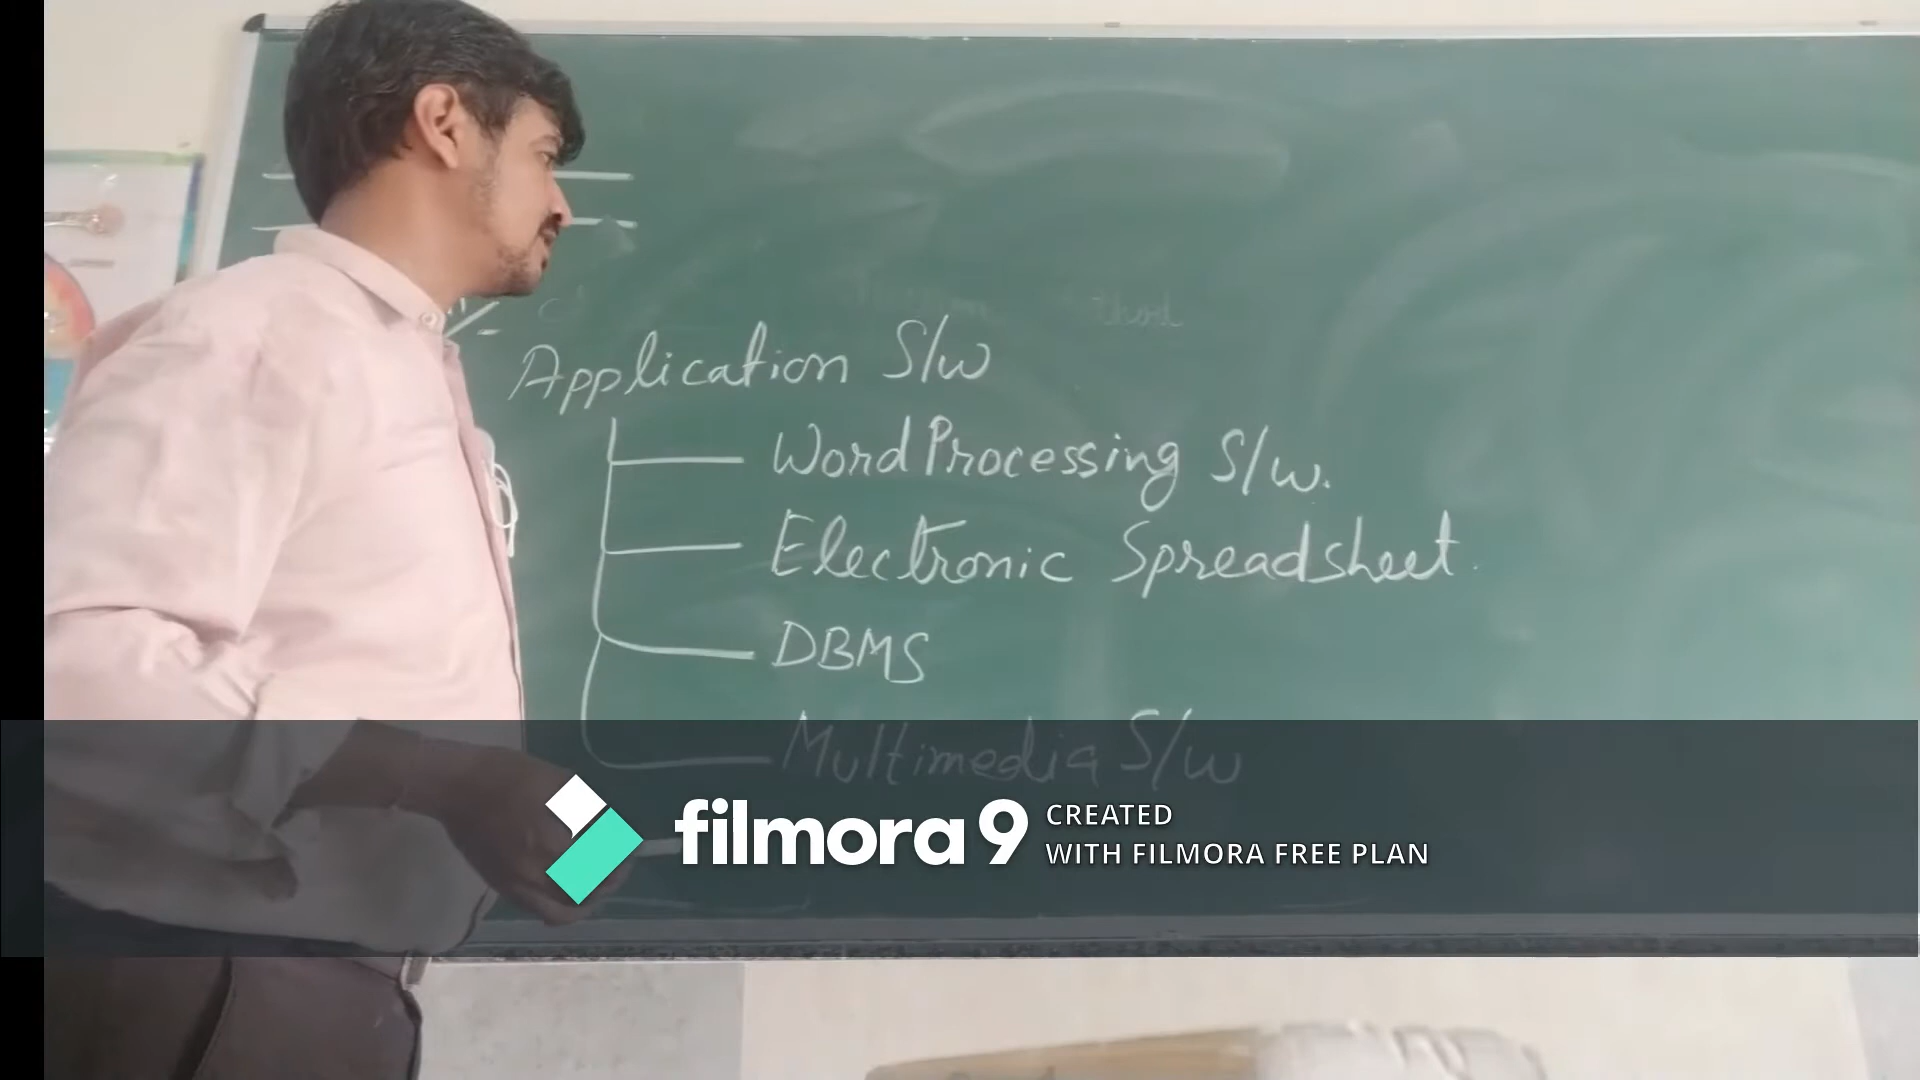 Application S/w
Word Processing S/w.
Electronic Spreadsheet.
DBMS
Multimedia S/w
filmora 9 CREATED
WITH FILMORA FREE PLAN